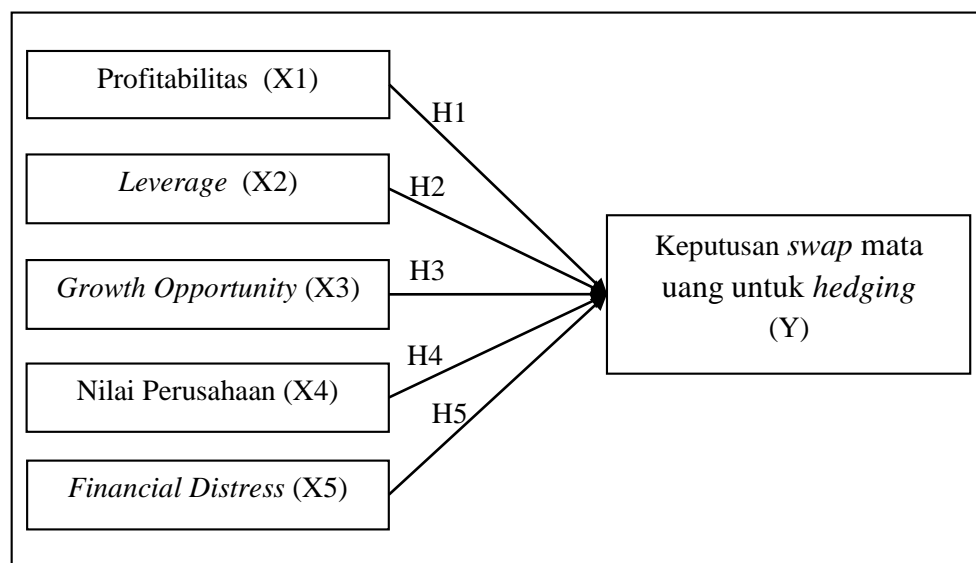 Profitabilitas (X1)
H1
Leverage (X2)
H2
Growth Opportunity (X3)
H3
Nilai Perusahaan (X4)
H4
Financial Distress (X5)
H5
Keputusan swap mata
uang untuk hedging
(Y)